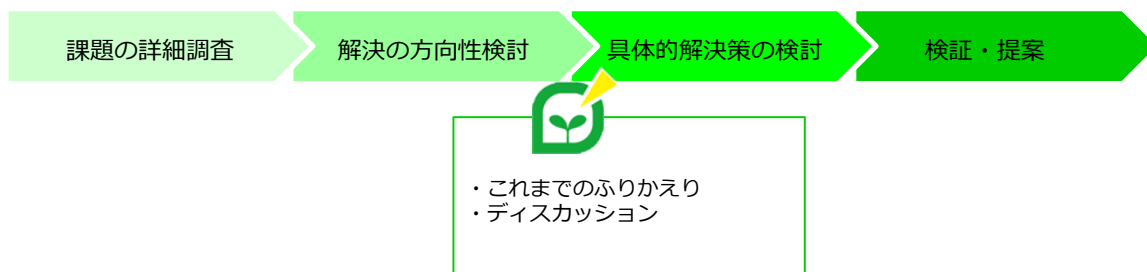 課題の詳細調査
解決の方向性検討
具体的解決策の検討
検証・提案
・これまでのふりかえり
・ディスカッション